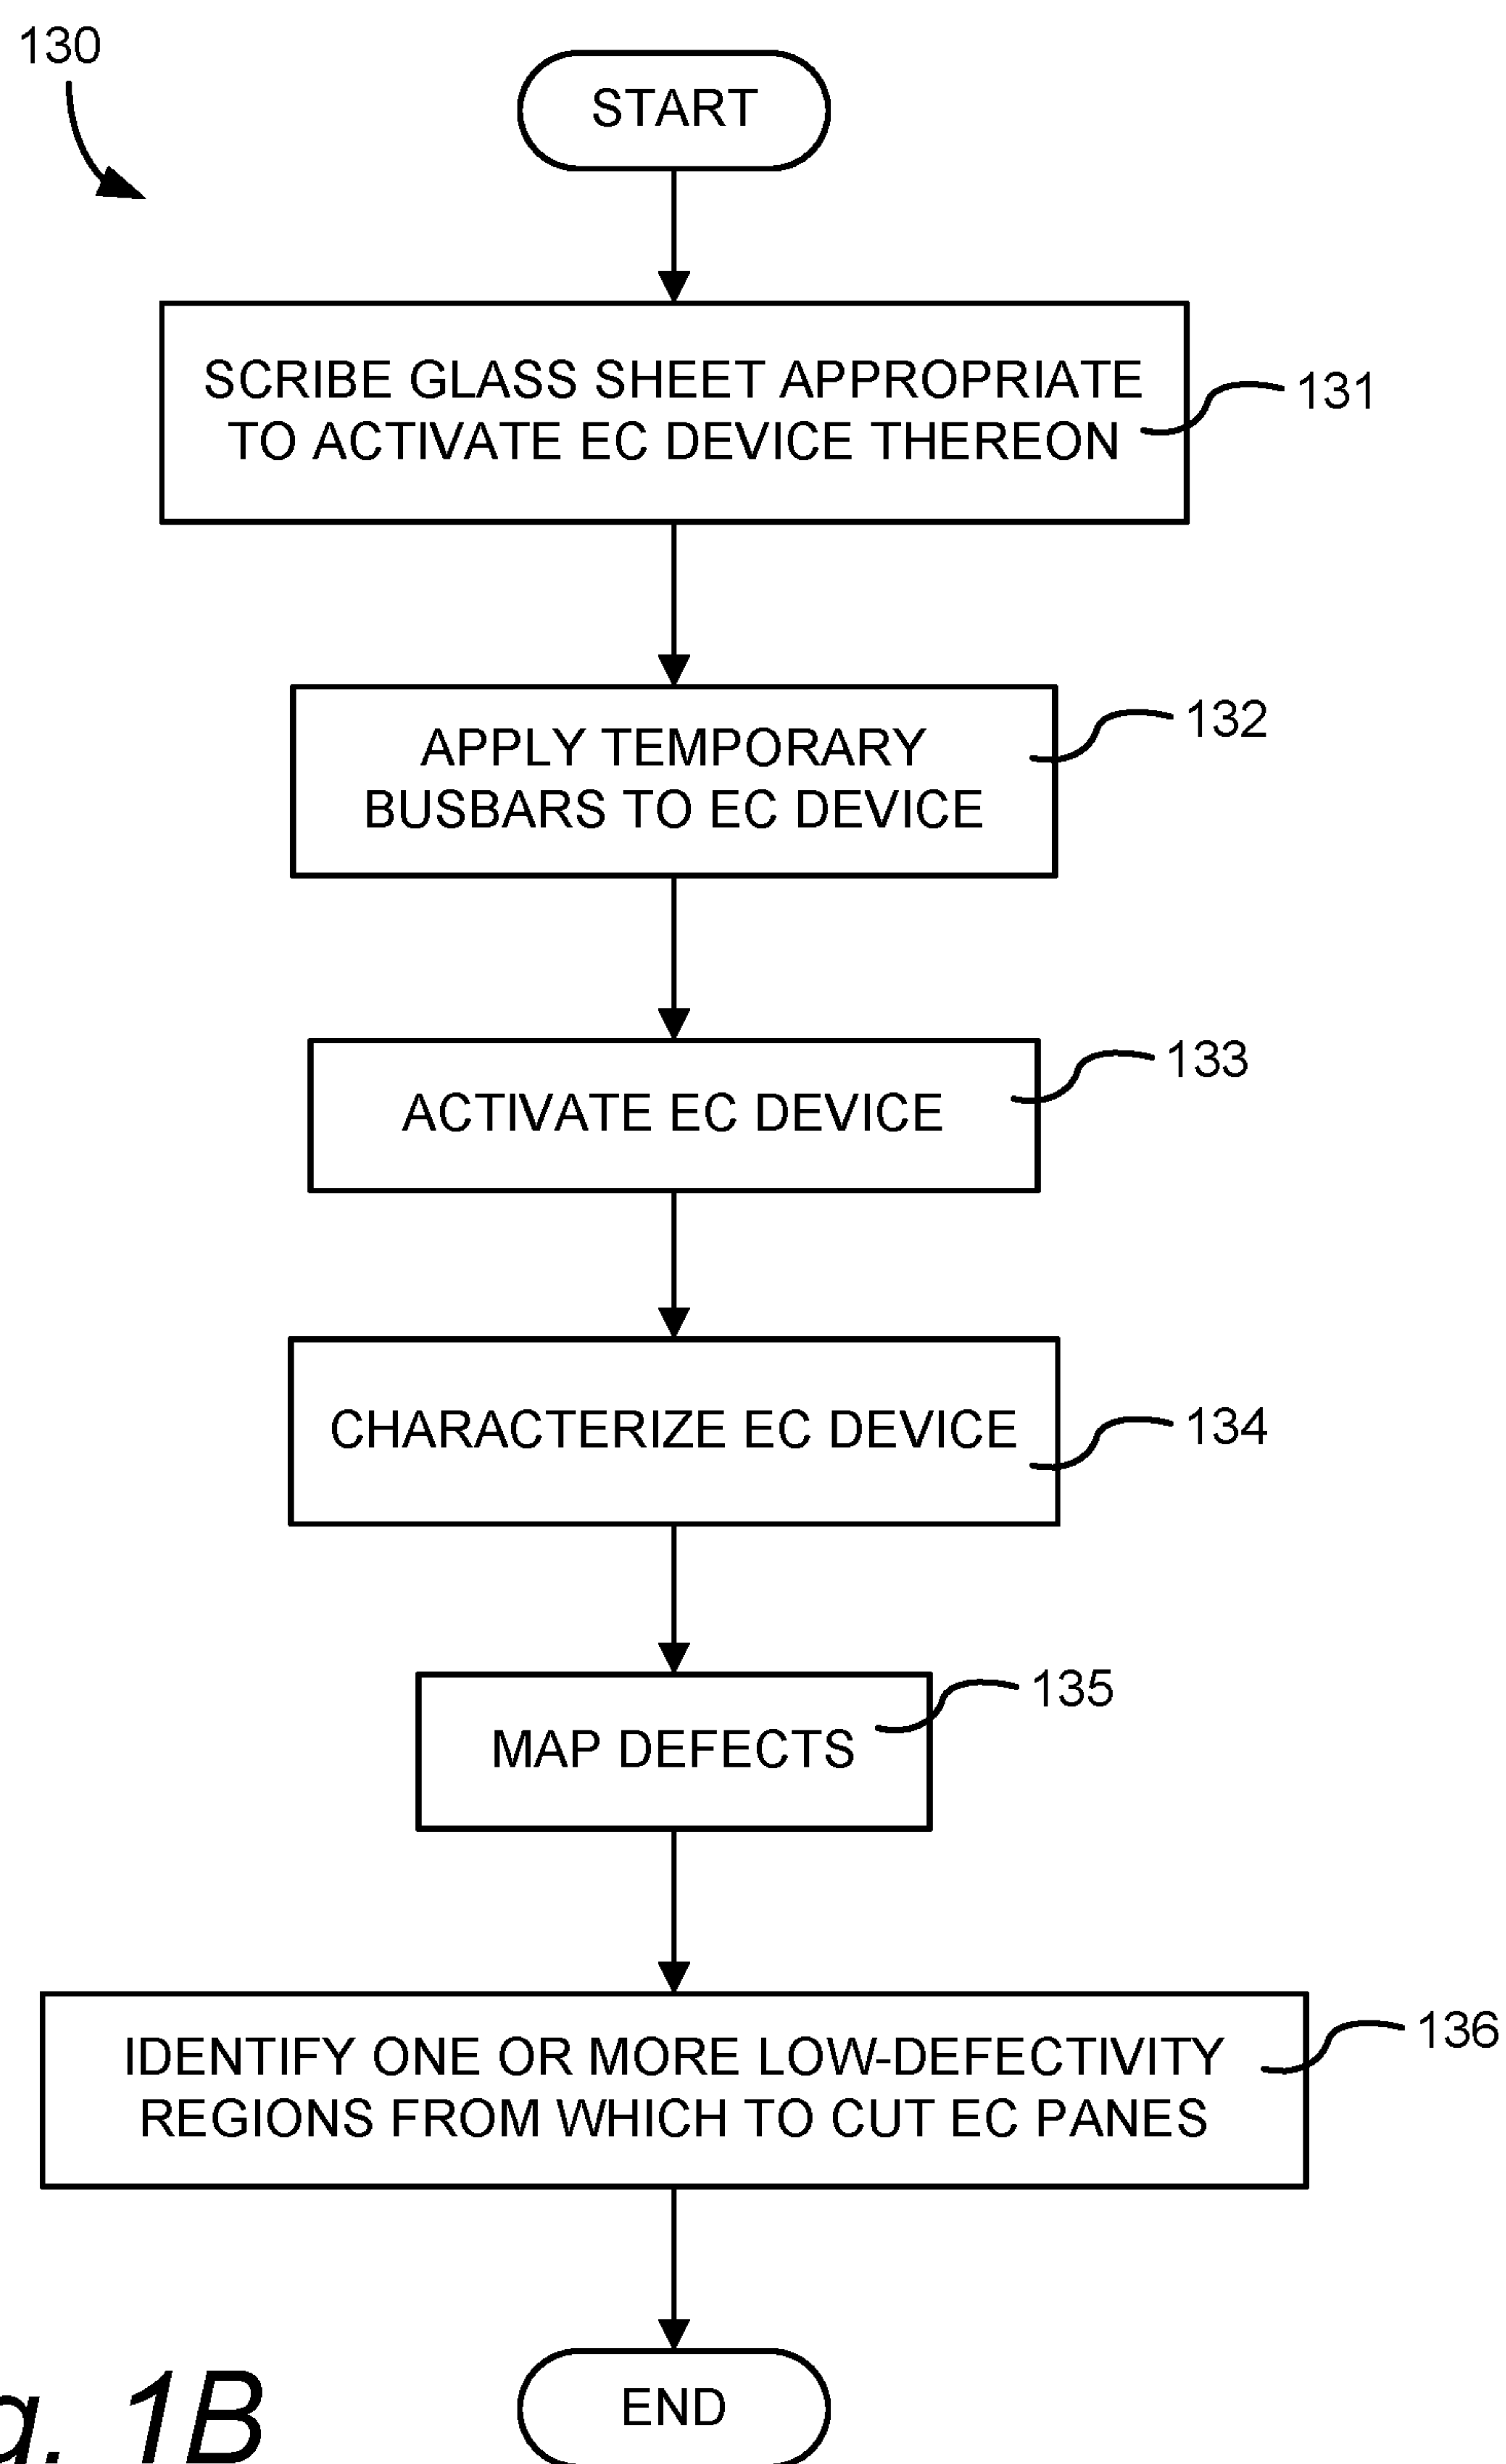 130
START
SCRIBE GLASS SHEET APPROPRIATE
TO ACTIVATE EC DEVICE THEREON
131
APPLY TEMPORARY
BUSBARS TO EC DEVICE
132
ACTIVATE EC DEVICE
133
CHARACTERIZE EC DEVICE
134
MAP DEFECTS
135
IDENTIFY ONE OR MORE LOW-DEFECTIVITY
REGIONS FROM WHICH TO CUT EC PANES
136
END
g. 1B